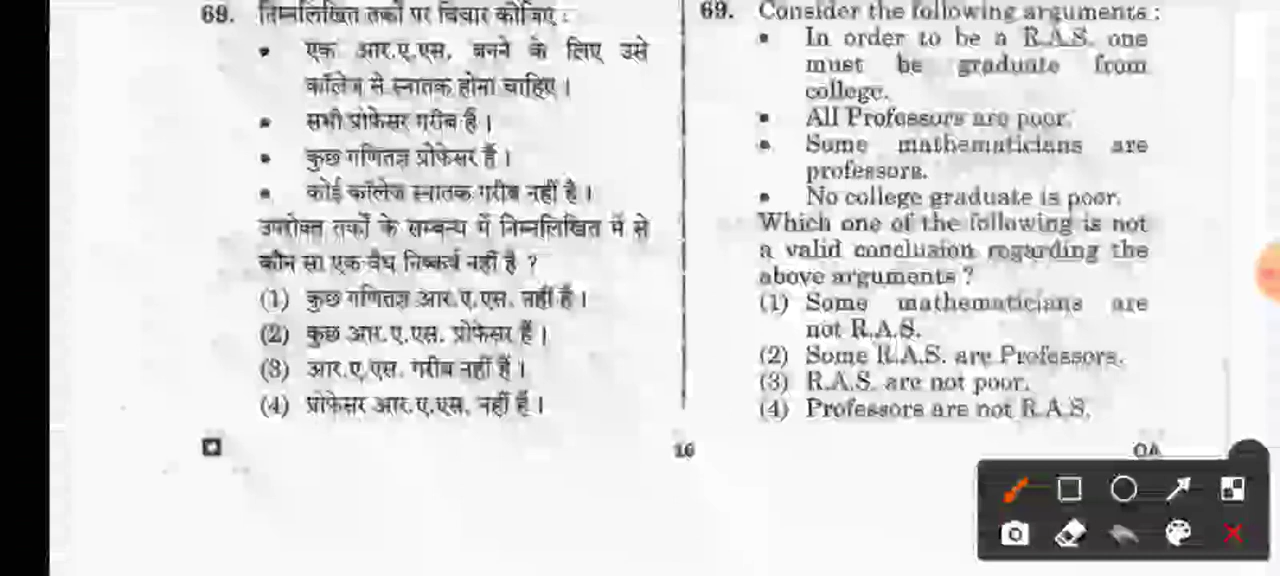 69. निम्नलिखित तर्कों पर विचार कीजिए :
• एक आर.ए.एस. बनने के लिए उसे
कॉलेज से स्नातक होना चाहिए ।
• सभी प्रोफेसर गरीब हैं ।
• कुछ गणितज्ञ प्रोफेसर हैं ।
• कोई कॉलेज स्नातक गरीब नहीं है ।
उपरोक्त तर्कों के सम्बन्ध में निम्नलिखित में से
कौन सा एक वैध निष्कर्ष नहीं है ?
(1) कुछ गणितज्ञ आर.ए.एस. नहीं हैं ।
(2) कुछ आर.ए.एस. प्रोफेसर हैं ।
(3) आर.ए.एस. गरीब नहीं हैं ।
(4) प्रोफेसर आर.ए.एस. नहीं हैं ।
69. Consider the following arguments :
• In order to be a R.A.S. one
must be graduate from
college.
• All Professors are poor.
• Some mathematicians are
professors.
• No college graduate is poor.
Which one of the following is not
a valid conclusion regarding the
above arguments ?
(1) Some mathematicians are
not R.A.S.
(2) Some R.A.S. are Professors.
(3) R.A.S. are not poor.
(4) Professors are not R.A.S.
16
OA